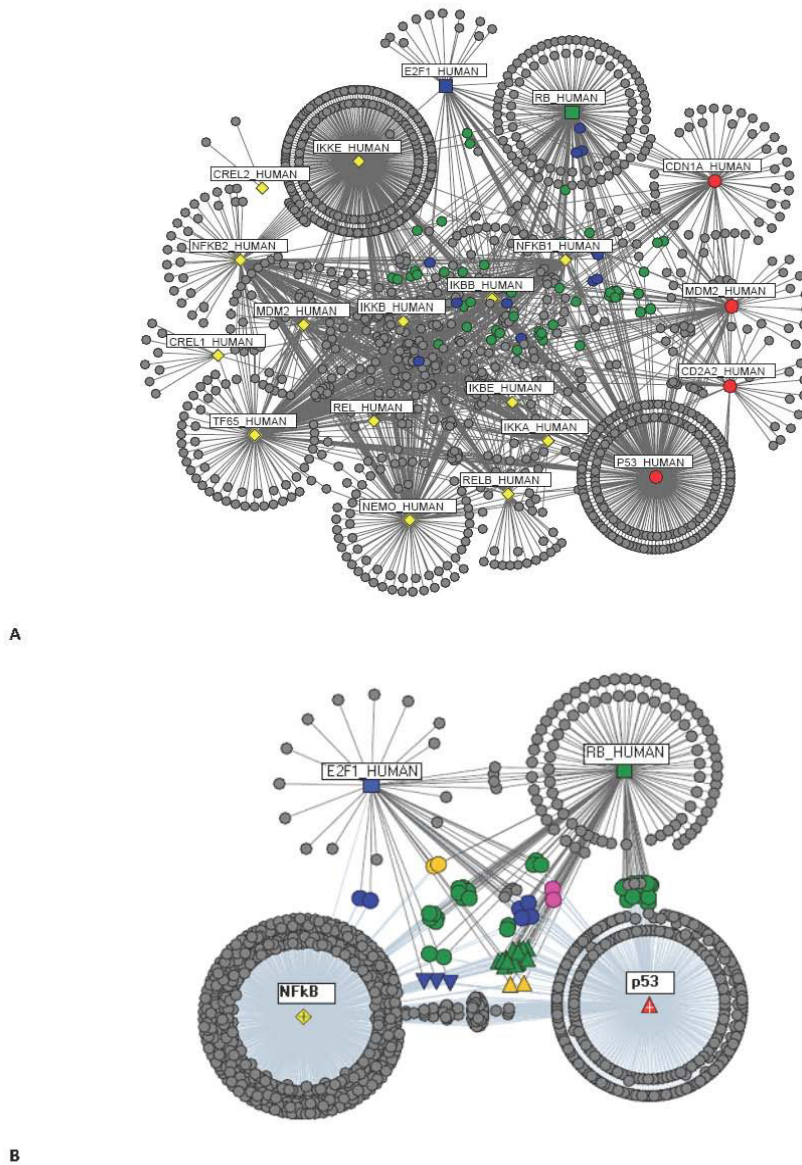 E2F1_HUMAN
RB_HUMAN
IKKE_HUMAN
CDN1A_HUMAN
CREL2_HUMAN
NFKB2_HUMAN
NFKB1_HUMAN
IKBB_HUMAN
MDM2_HUMAN
MDM2_HUMAN
IKKB_HUMAN
CREL1_HUMAN
CD2A2_HUMAN
IKBE_HUMAN
TF65_HUMAN
REL_HUMAN
IKKA_HUMAN
P53_HUMAN
RELB_HUMAN
NEMO_HUMAN
A
RB_HUMAN
E2F1_HUMAN
NFkB
p53
B